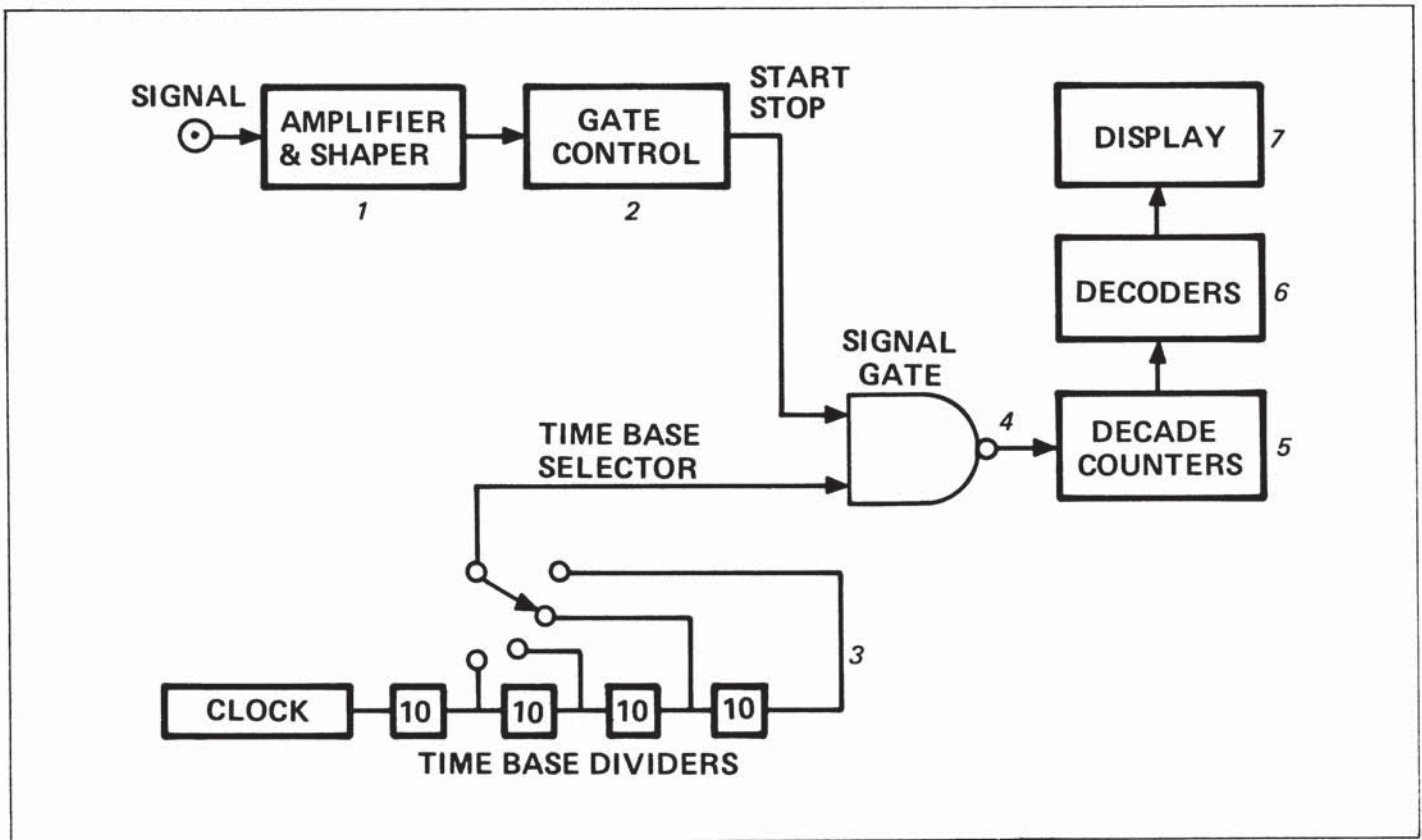 SIGNAL
AMPLIFIER
& SHAPER
1
GATE
CONTROL
2
START
STOP
DISPLAY
7
DECODERS
6
SIGNAL
GATE
4
DECADE
COUNTERS
5
TIME BASE
SELECTOR
3
CLOCK
10
10
10
10
TIME BASE DIVIDERS